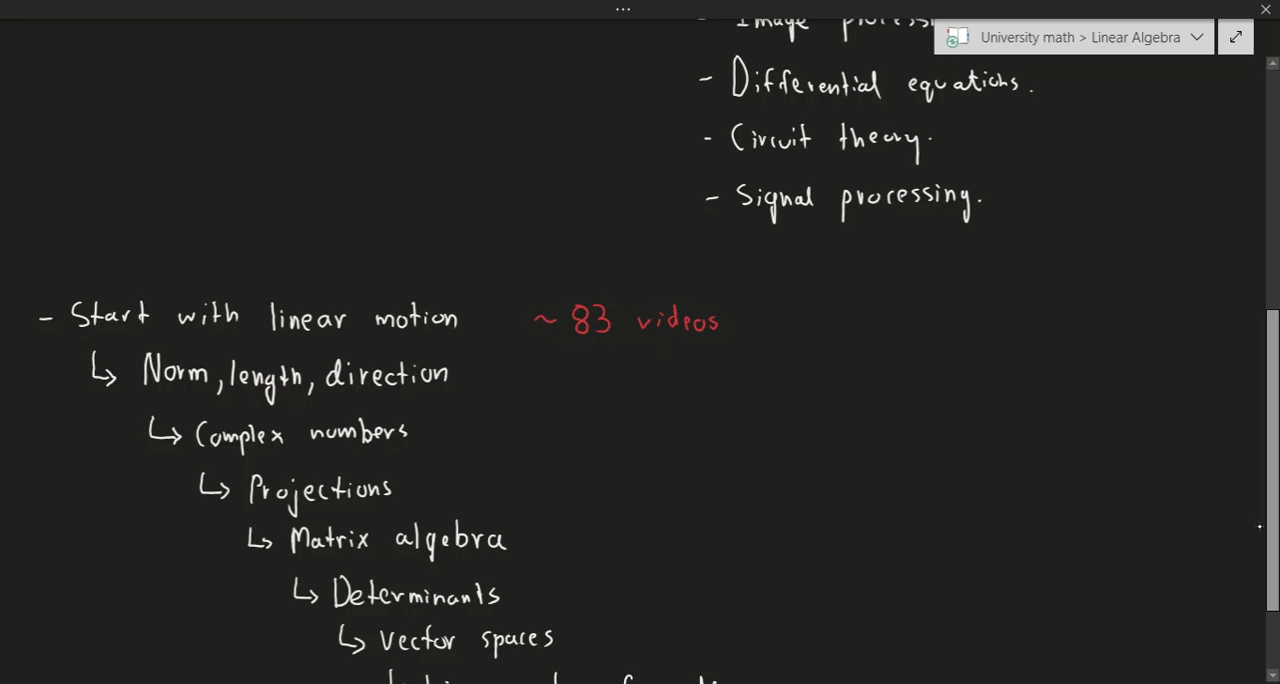 ...
- Image
University math > Linear Algebra
- Differential equations.
- Circuit theory.
- Signal processing.
- Start with linear motion ~ 83 videos
↳ Norm, length, direction
↳ Complex numbers
↳ Projections
↳ Matrix algebra
↳ Determinants
↳ Vector spaces